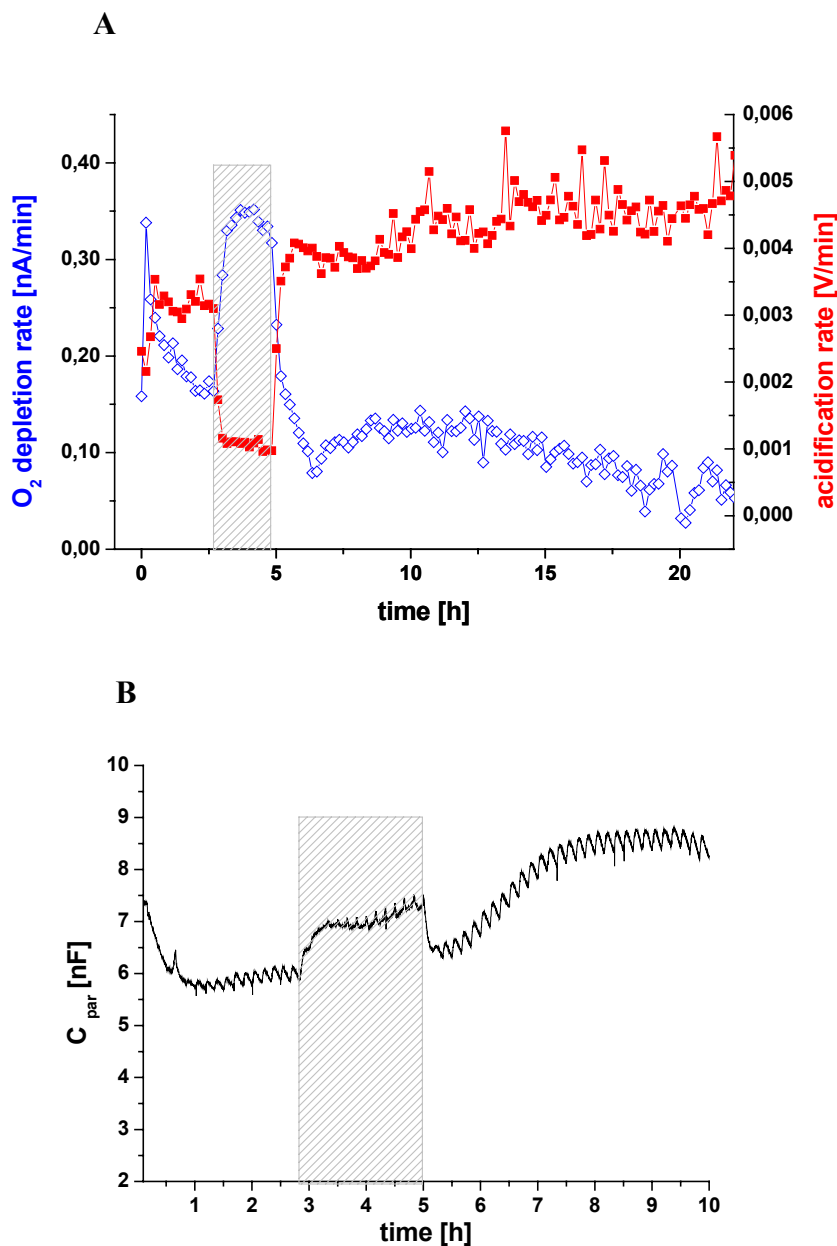 A
0,40
0,30
0,20
0,10
0,00
O2 depletion rate [nA/min]
0,006
0,005
0,004
0,003
0,002
0,001
0,000
acidification rate [V/min]
0 5 10 15 20
time [h]
B
10
9
8
7
6
5
4
3
2
C par [nF]
1 2 3 4 5 6 7 8 9 10
time [h]